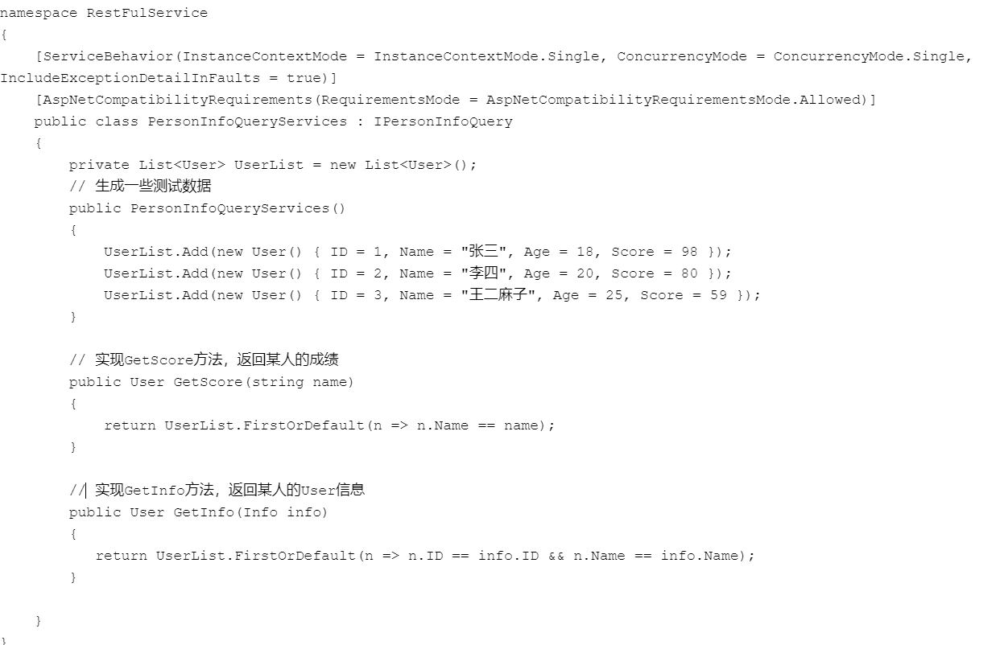 namespace RestFulService
{
    [ServiceBehavior(InstanceContextMode = InstanceContextMode.Single, ConcurrencyMode = ConcurrencyMode.Single,
IncludeExceptionDetailInFaults = true)]
    [AspNetCompatibilityRequirements(RequirementsMode = AspNetCompatibilityRequirementsMode.Allowed)]
    public class PersonInfoQueryServices : IPersonInfoQuery
    {
        private List<User> UserList = new List<User>();
        // 生成一些测试数据
        public PersonInfoQueryServices()
        {
            UserList.Add(new User() { ID = 1, Name = "张三", Age = 18, Score = 98 });
            UserList.Add(new User() { ID = 2, Name = "李四", Age = 20, Score = 80 });
            UserList.Add(new User() { ID = 3, Name = "王二麻子", Age = 25, Score = 59 });
        }

        // 实现GetScore方法，返回某人的成绩
        public User GetScore(string name)
        {
            return UserList.FirstOrDefault(n => n.Name == name);
        }

        // 实现GetInfo方法，返回某人的User信息
        public User GetInfo(Info info)
        {
           return UserList.FirstOrDefault(n => n.ID == info.ID && n.Name == info.Name);
        }

    }
}